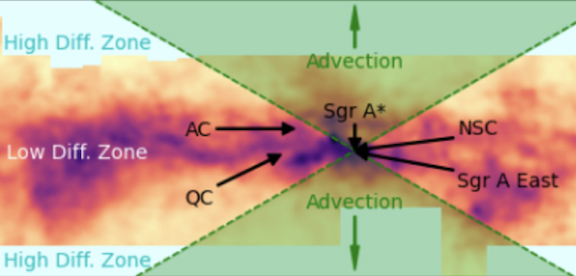 High Diff. Zone
Advection
Sgr A*
AC
NSC
Low Diff. Zone
Sgr A East
QC
Advection
High Diff. Zone